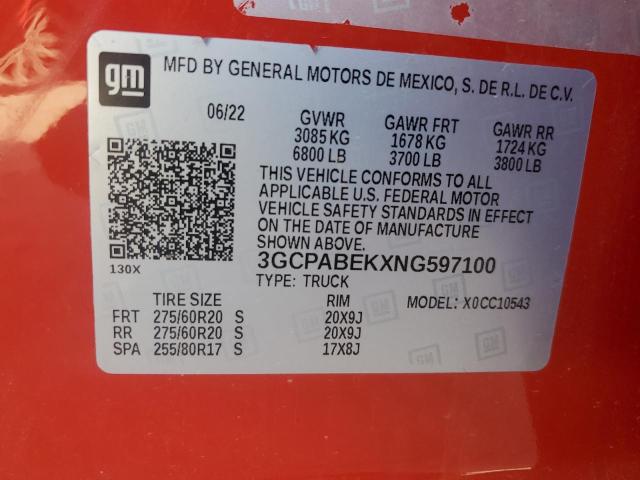 gm
MFD BY GENERAL MOTORS DE MEXICO, S. DE R.L. DE C.V.
06/22 GVWR GAWR FRT GAWR RR
3085 KG 1678 KG 1724 KG
6800 LB 3700 LB 3800 LB
THIS VEHICLE CONFORMS TO ALL
APPLICABLE U.S. FEDERAL MOTOR
VEHICLE SAFETY STANDARDS IN EFFECT
ON THE DATE OF MANUFACTURE
SHOWN ABOVE.
130X
3GCPABEKXNG597100
TYPE: TRUCK
TIRE SIZE RIM MODEL: X0CC10543
FRT 275/60R20 S 20X9J
RR 275/60R20 S 20X9J
SPA 255/80R17 S 17X8J